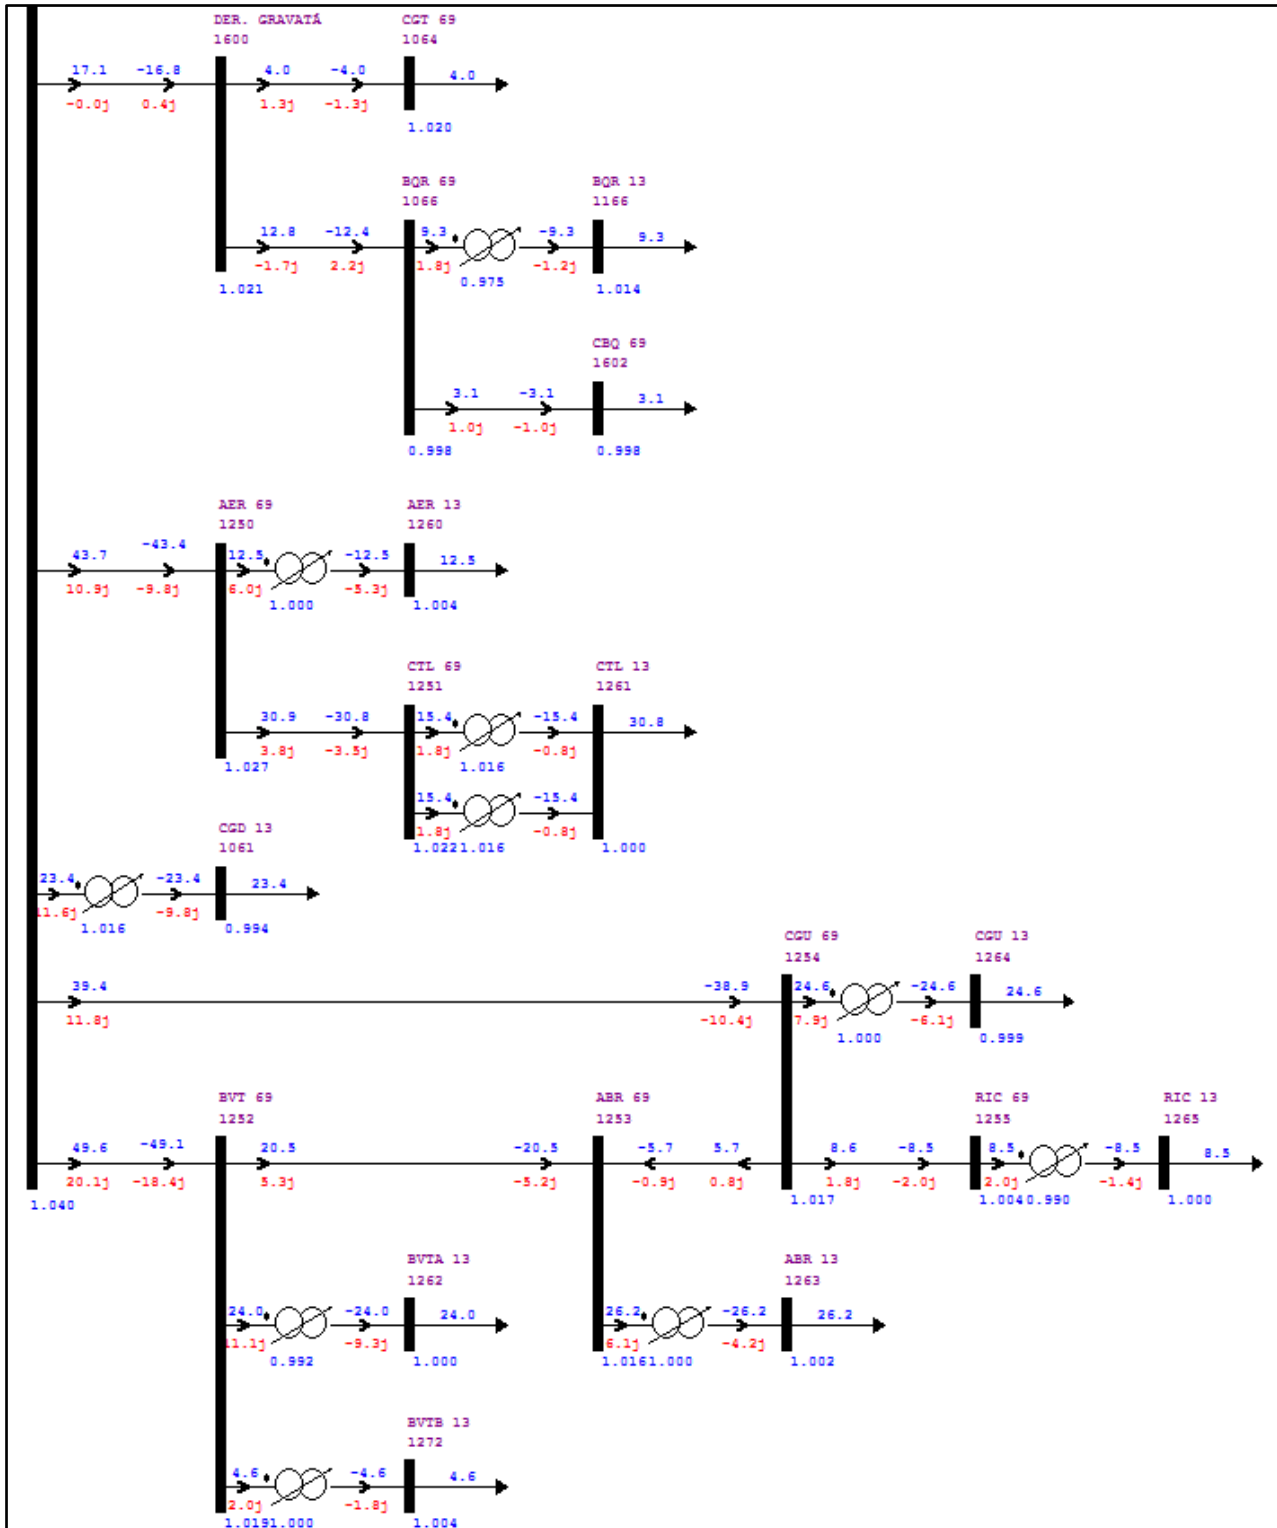 DER. GRAVATÁ CGT 69
1600 1064
17.1 -16.8 4.0 -4.0 4.0
-0.0j 0.4j 1.3j -1.3j
1.020
BQR 69 BQR 13
1066 1166
12.8 -12.4 9.3 -9.3 9.3
-1.7j 2.2j 1.8j -1.2j
1.021 0.975 1.014
CBQ 69
1602
3.1 -3.1 3.1
1.0j -1.0j
0.998 0.998
AER 69 AER 13
1250 1260
43.7 -43.4 12.5 -12.5 12.5
10.9j -9.8j 6.0j -5.3j
1.000 1.004
CTL 69 CTL 13
1251 1261
30.9 -30.8 15.4 -15.4 30.8
3.8j -3.5j 1.8j -0.8j
1.027 1.016
15.4 -15.4
1.8j -0.8j
1.022 1.016 1.000
CGD 13
1061
23.4 -23.4 23.4
11.6j -9.8j
1.016 0.994
CGU 69 CGU 13
1254 1264
39.4 -38.9 24.6 -24.6 24.6
11.8j -10.4j 7.9j -6.1j
1.000 0.999
BVT 69 ABR 69 RIC 69 RIC 13
1252 1253 1255 1265
49.6 -49.1 20.5 -20.5 -5.7 5.7 8.6 -8.5 8.5 -8.5 8.5
20.1j -18.4j 5.3j -5.2j -0.9j 0.8j 1.8j -2.0j 2.0j -1.4j
1.040 1.017 1.004 0.990 1.000
BVTA 13 ABR 13
1262 1263
24.0 -24.0 24.0 26.2 -26.2 26.2
11.1j -9.3j 6.1j -4.2j
0.992 1.000 1.016 1.000 1.002
BVTB 13
1272
4.6 -4.6 4.6
2.0j -1.8j
1.019 1.000 1.004